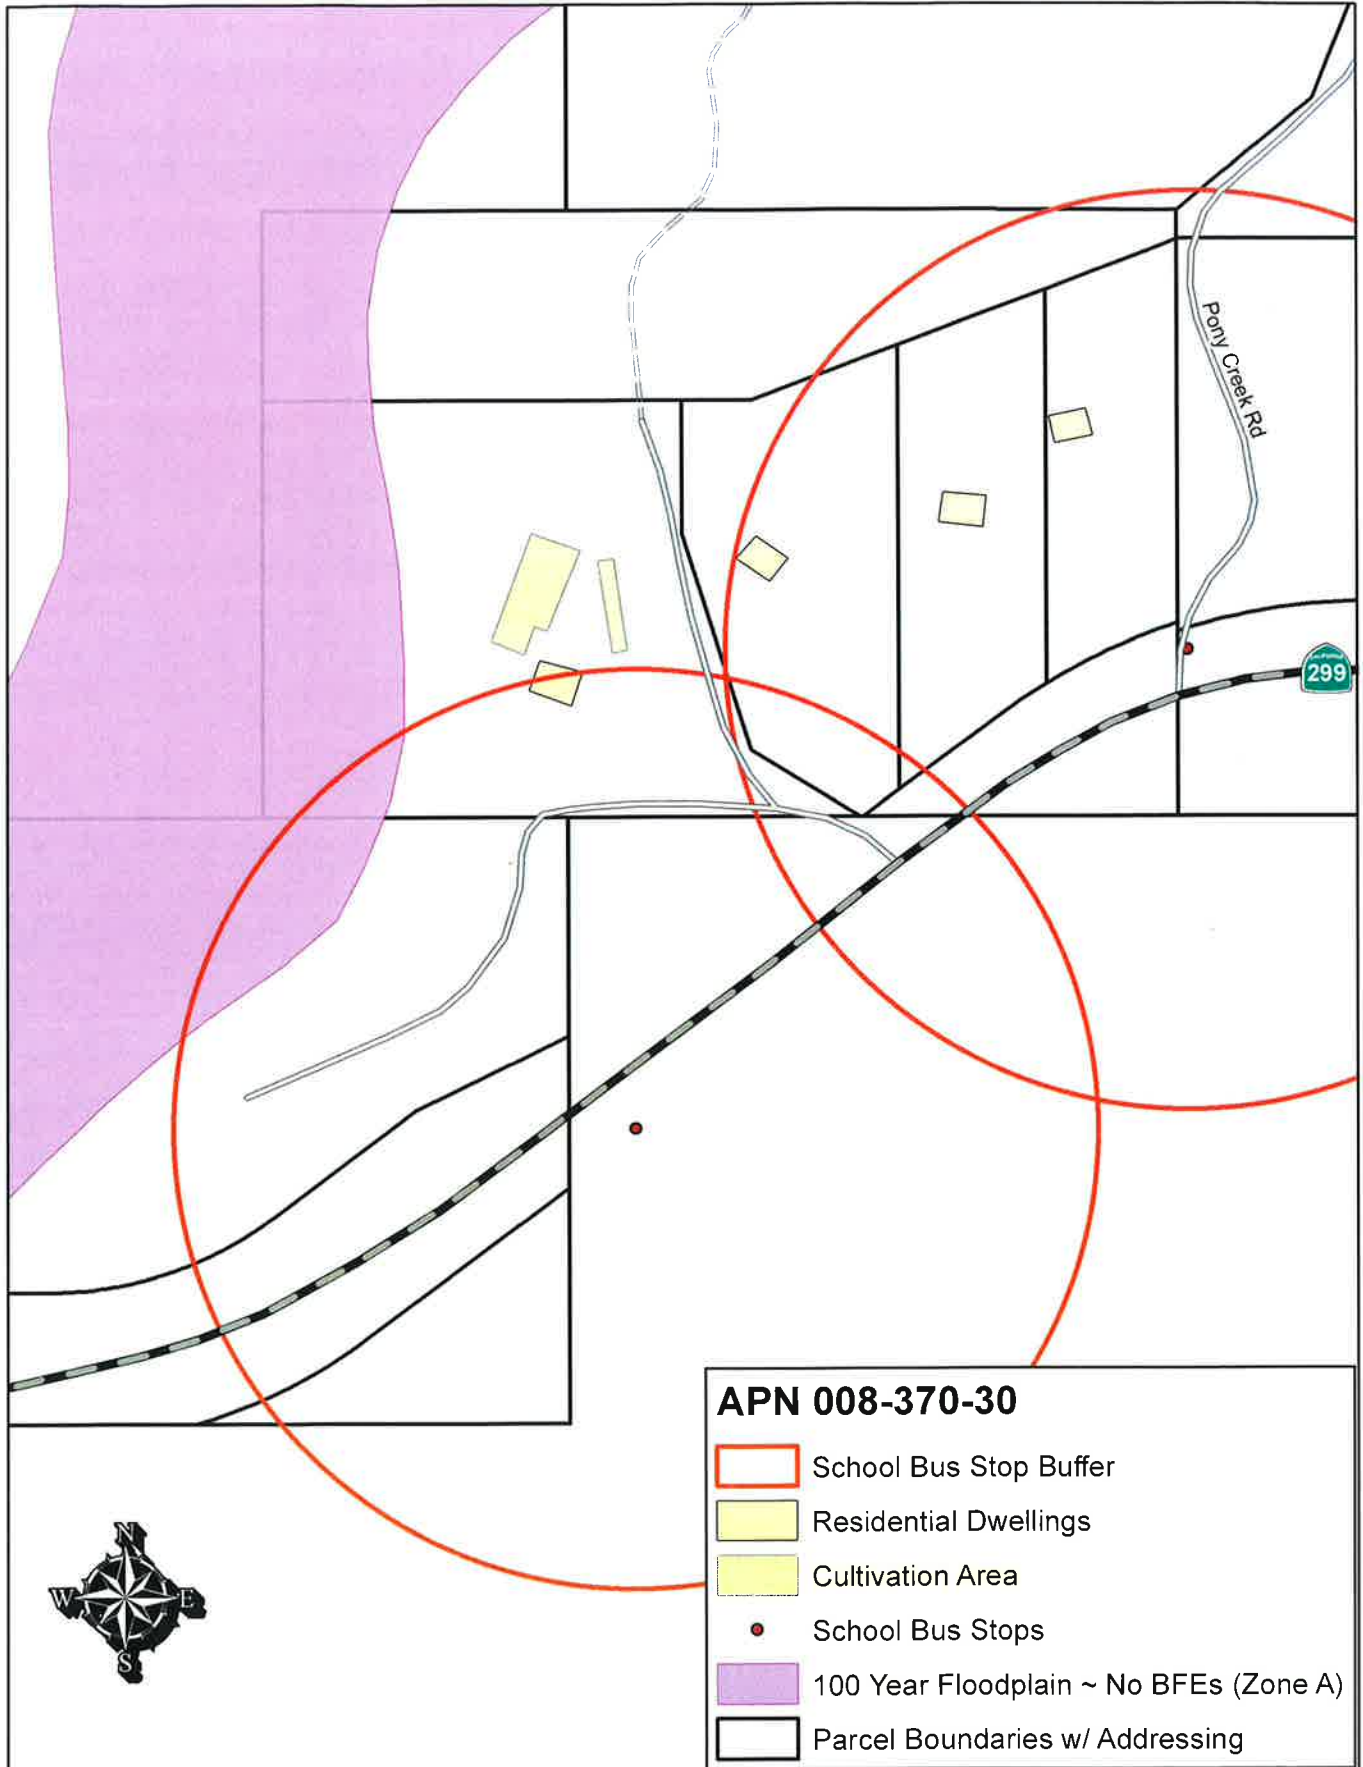 Pony Creek Rd
299
APN 008-370-30
School Bus Stop Buffer
Residential Dwellings
Cultivation Area
School Bus Stops
100 Year Floodplain ~ No BFEs (Zone A)
Parcel Boundaries w/ Addressing
N
W E
S